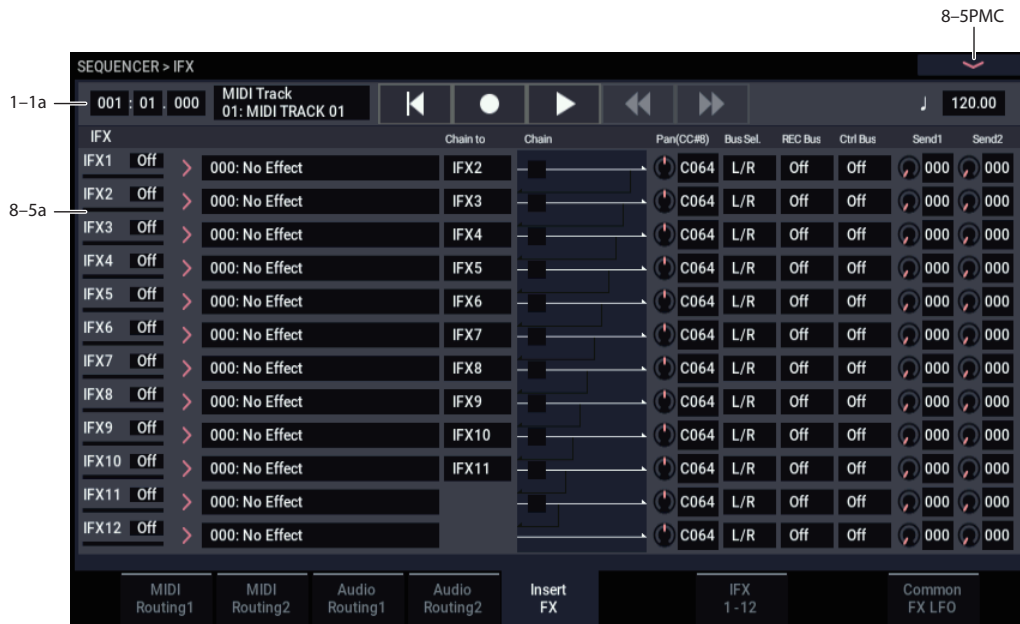 8–5PMC
SEQUENCER > IFX
1–1a
001 : 01 . 000
MIDI Track
01: MIDI TRACK 01
♩ 120.00
IFX Chain to Chain Pan(CC#8) Bus Sel. REC Bus Ctrl Bus Send1 Send2
IFX1 Off 000: No Effect IFX2 C064 L/R Off Off 000 000
IFX2 Off 000: No Effect IFX3 C064 L/R Off Off 000 000
8–5a
IFX3 Off 000: No Effect IFX4 C064 L/R Off Off 000 000
IFX4 Off 000: No Effect IFX5 C064 L/R Off Off 000 000
IFX5 Off 000: No Effect IFX6 C064 L/R Off Off 000 000
IFX6 Off 000: No Effect IFX7 C064 L/R Off Off 000 000
IFX7 Off 000: No Effect IFX8 C064 L/R Off Off 000 000
IFX8 Off 000: No Effect IFX9 C064 L/R Off Off 000 000
IFX9 Off 000: No Effect IFX10 C064 L/R Off Off 000 000
IFX10 Off 000: No Effect IFX11 C064 L/R Off Off 000 000
IFX11 Off 000: No Effect C064 L/R Off Off 000 000
IFX12 Off 000: No Effect C064 L/R Off Off 000 000
MIDI Routing1
MIDI Routing2
Audio Routing1
Audio Routing2
Insert FX
IFX 1 -12
Common FX LFO